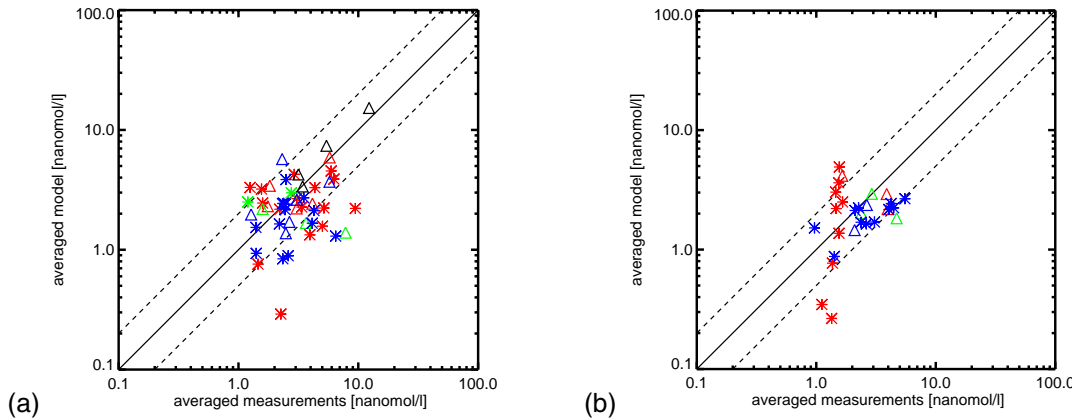 100.0
10.0
1.0
0.1
0.1 1.0 10.0 100.0
averaged measurements [nanomol/l]
averaged model [nanomol/l]
(a)
100.0
10.0
1.0
0.1
0.1 1.0 10.0 100.0
averaged measurements [nanomol/l]
averaged model [nanomol/l]
(b)